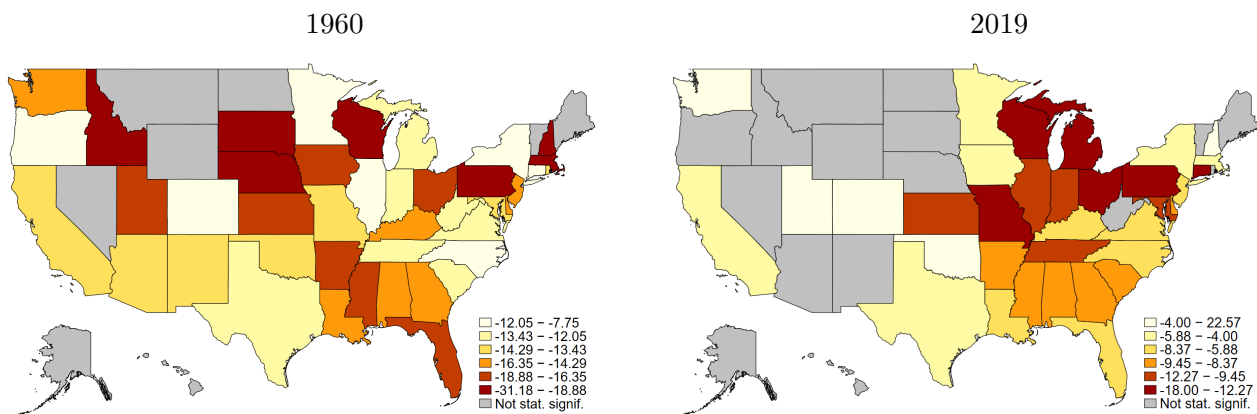 1960
2019
-12.05 – -7.75
-13.43 – -12.05
-14.29 – -13.43
-16.35 – -14.29
-18.88 – -16.35
-31.18 – -18.88
Not stat. signif.
-4.00 – 22.57
-5.88 – -4.00
-8.37 – -5.88
-9.45 – -8.37
-12.27 – -9.45
-18.00 – -12.27
Not stat. signif.